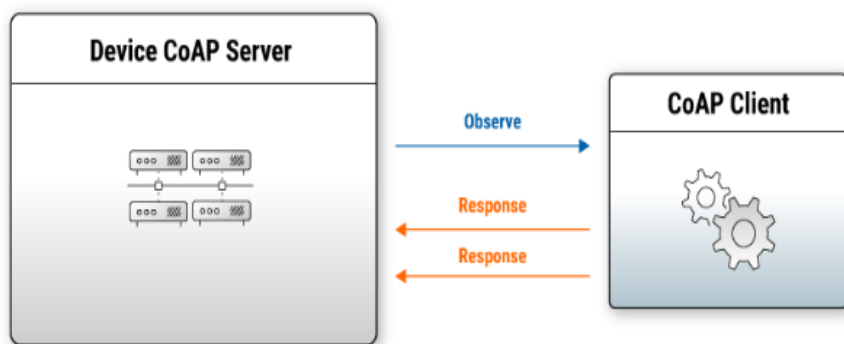 Device CoAP Server
CoAP Client
Observe
Response
Response